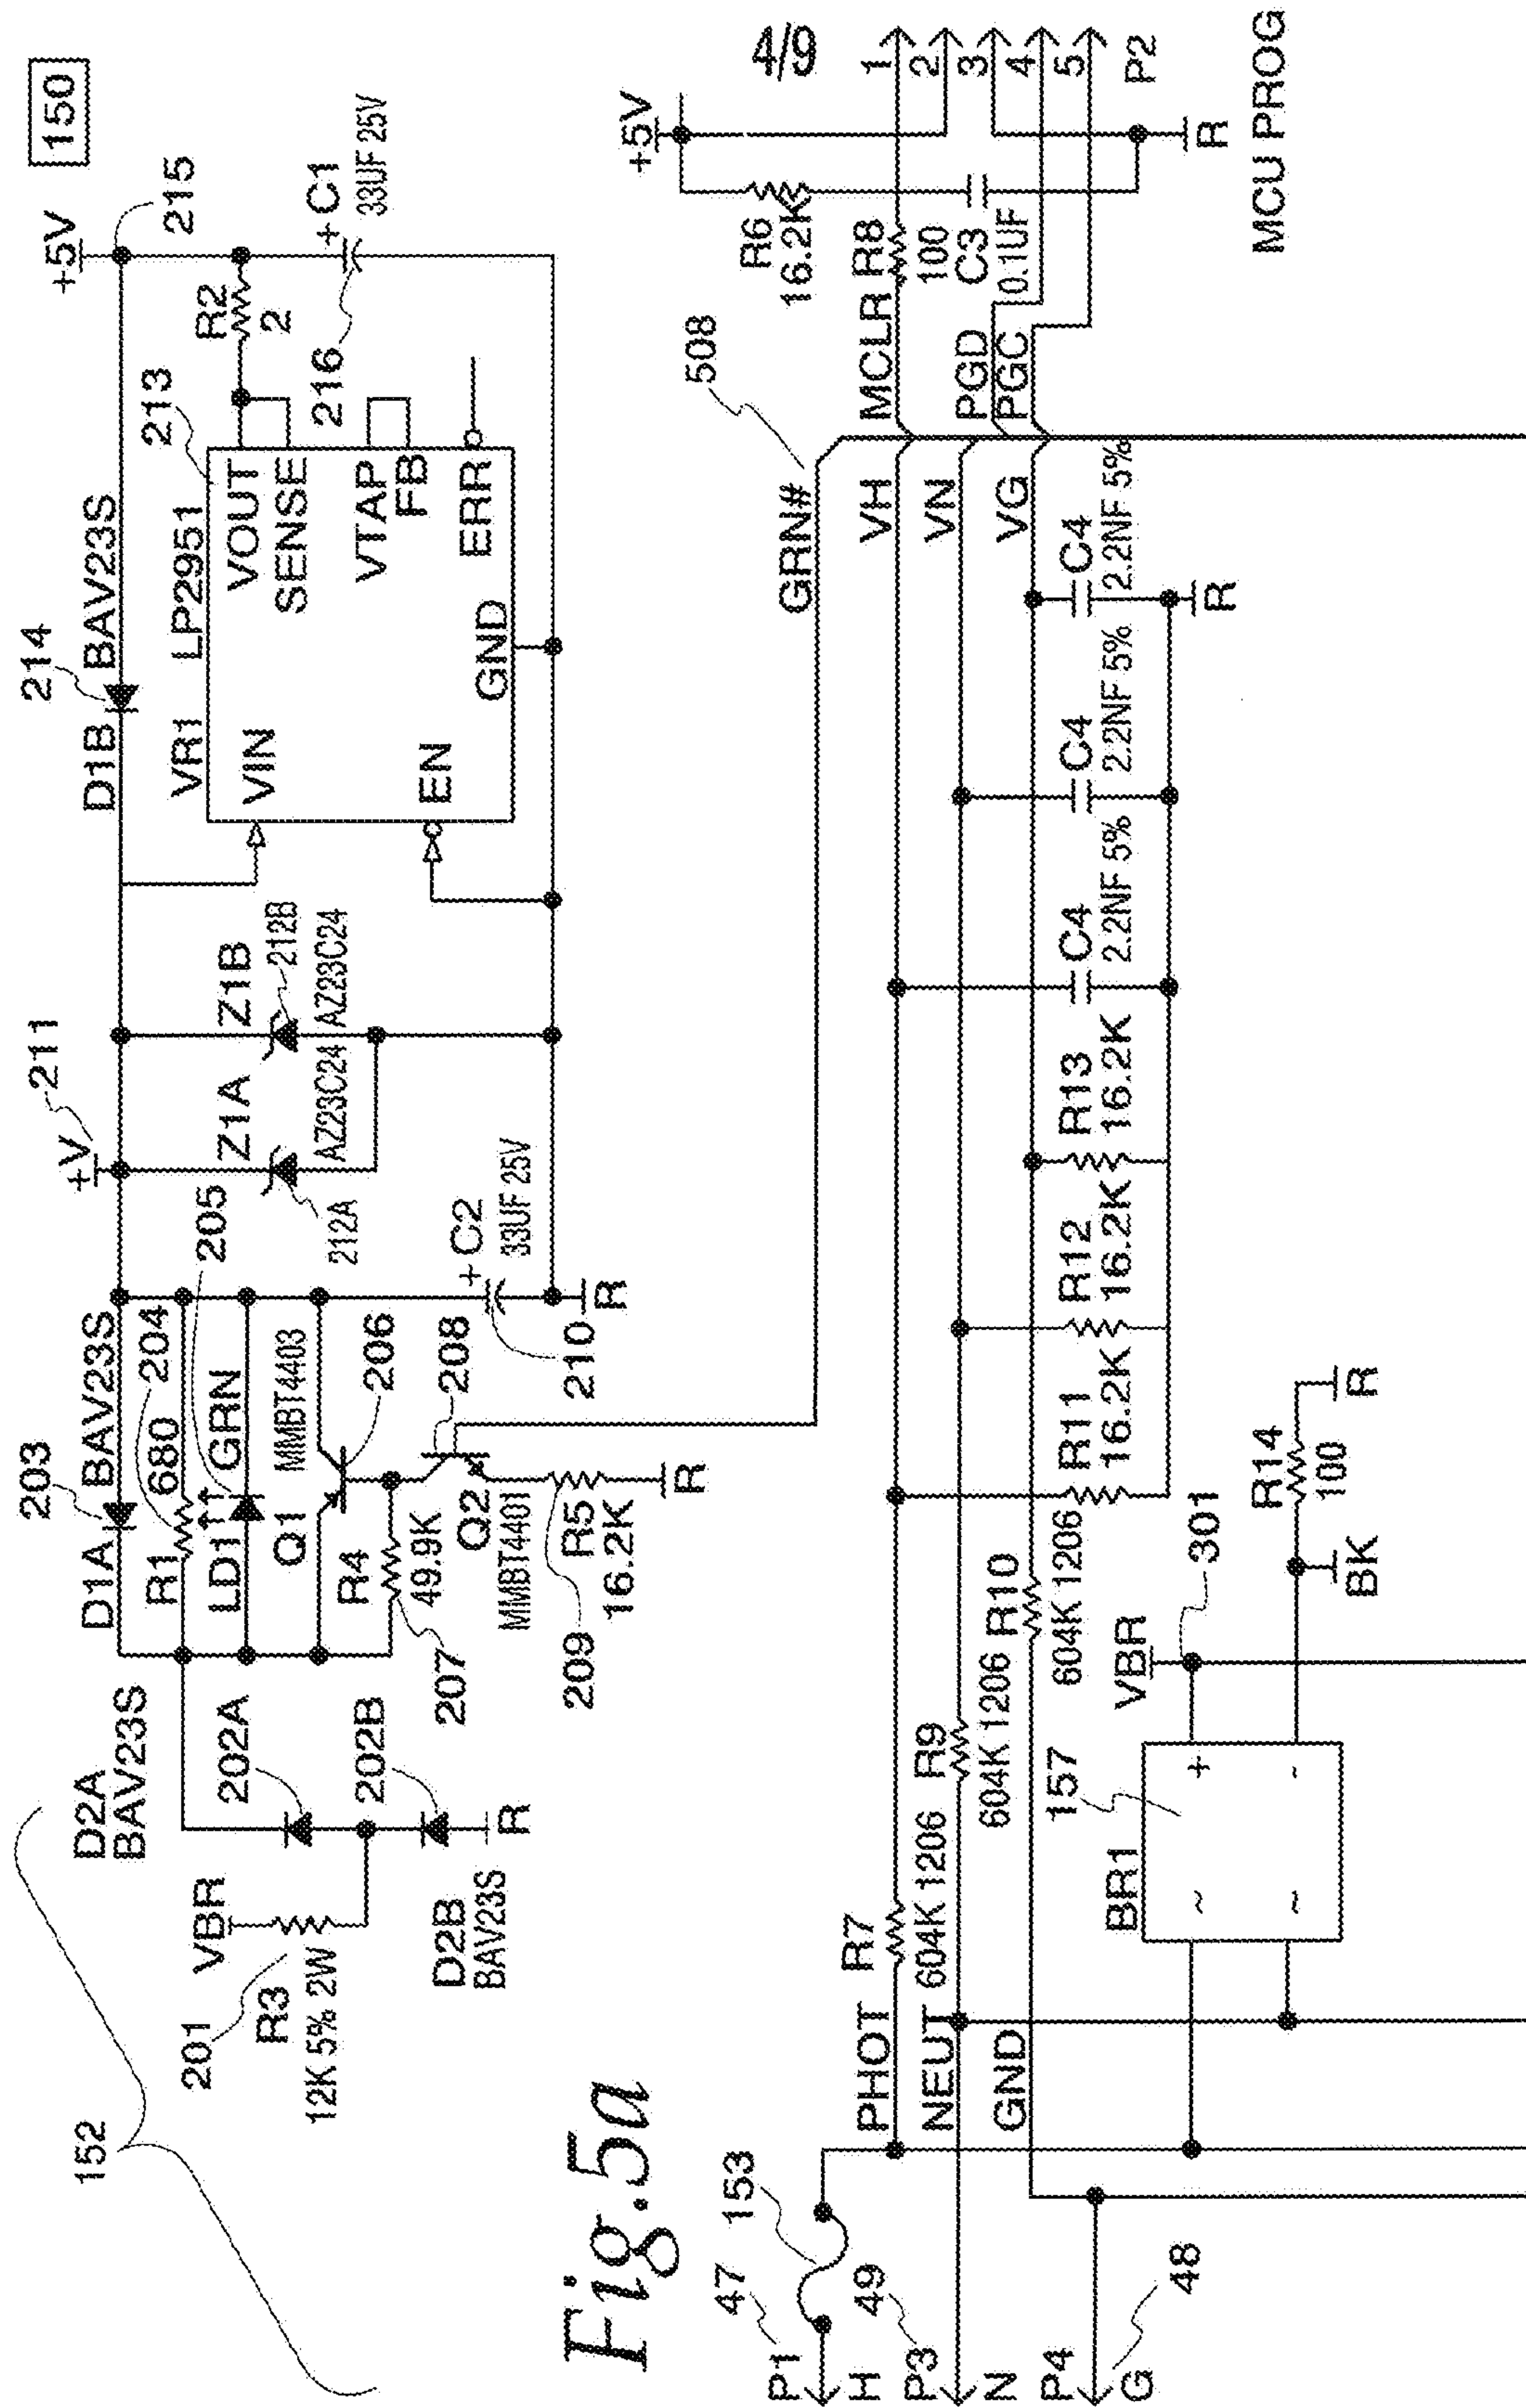 150
4/9
Fig.5a
152
VBR
201
R3
12K 5% 2W
D2A
BAV23S
202A
202B
D2B
BAV23S
R
D1A BAV23S
203
R1 680
204
LD1 GRN
205
Q1 MMBT4403
206
R4
49.9K
207
Q2
MMBT4401
208
R5
16.2K
209
R
+V
211
Z1A
AZ23C24
212A
Z1B
AZ23C24
212B
+ C2
33UF 25V
210
R
D1B BAV23S
214
VR1 LP2951
213
VIN
EN
GND
VOUT
SENSE
VTAP
FB
ERR
R2
2
+5V
215
+ C1
33UF 25V
216
P1
H
47
153
P3
N
49
P4
G
48
PHOT R7
604K 1206
NEUT
R9
604K 1206
GND
R10
604K 1206
R11
16.2K
R12
16.2K
R13
16.2K
C4
2.2NF 5%
C4
2.2NF 5%
C4
2.2NF 5%
R
GRN#
508
VH
VN
VG
MCLR R8
100
PGD
PGC
R6
16.2K
C3
0.1UF
+5V
R
1
2
3
4
5
P2
MCU PROG
BR1
157
~
~
+
-
VBR
301
BK
R14
100
R